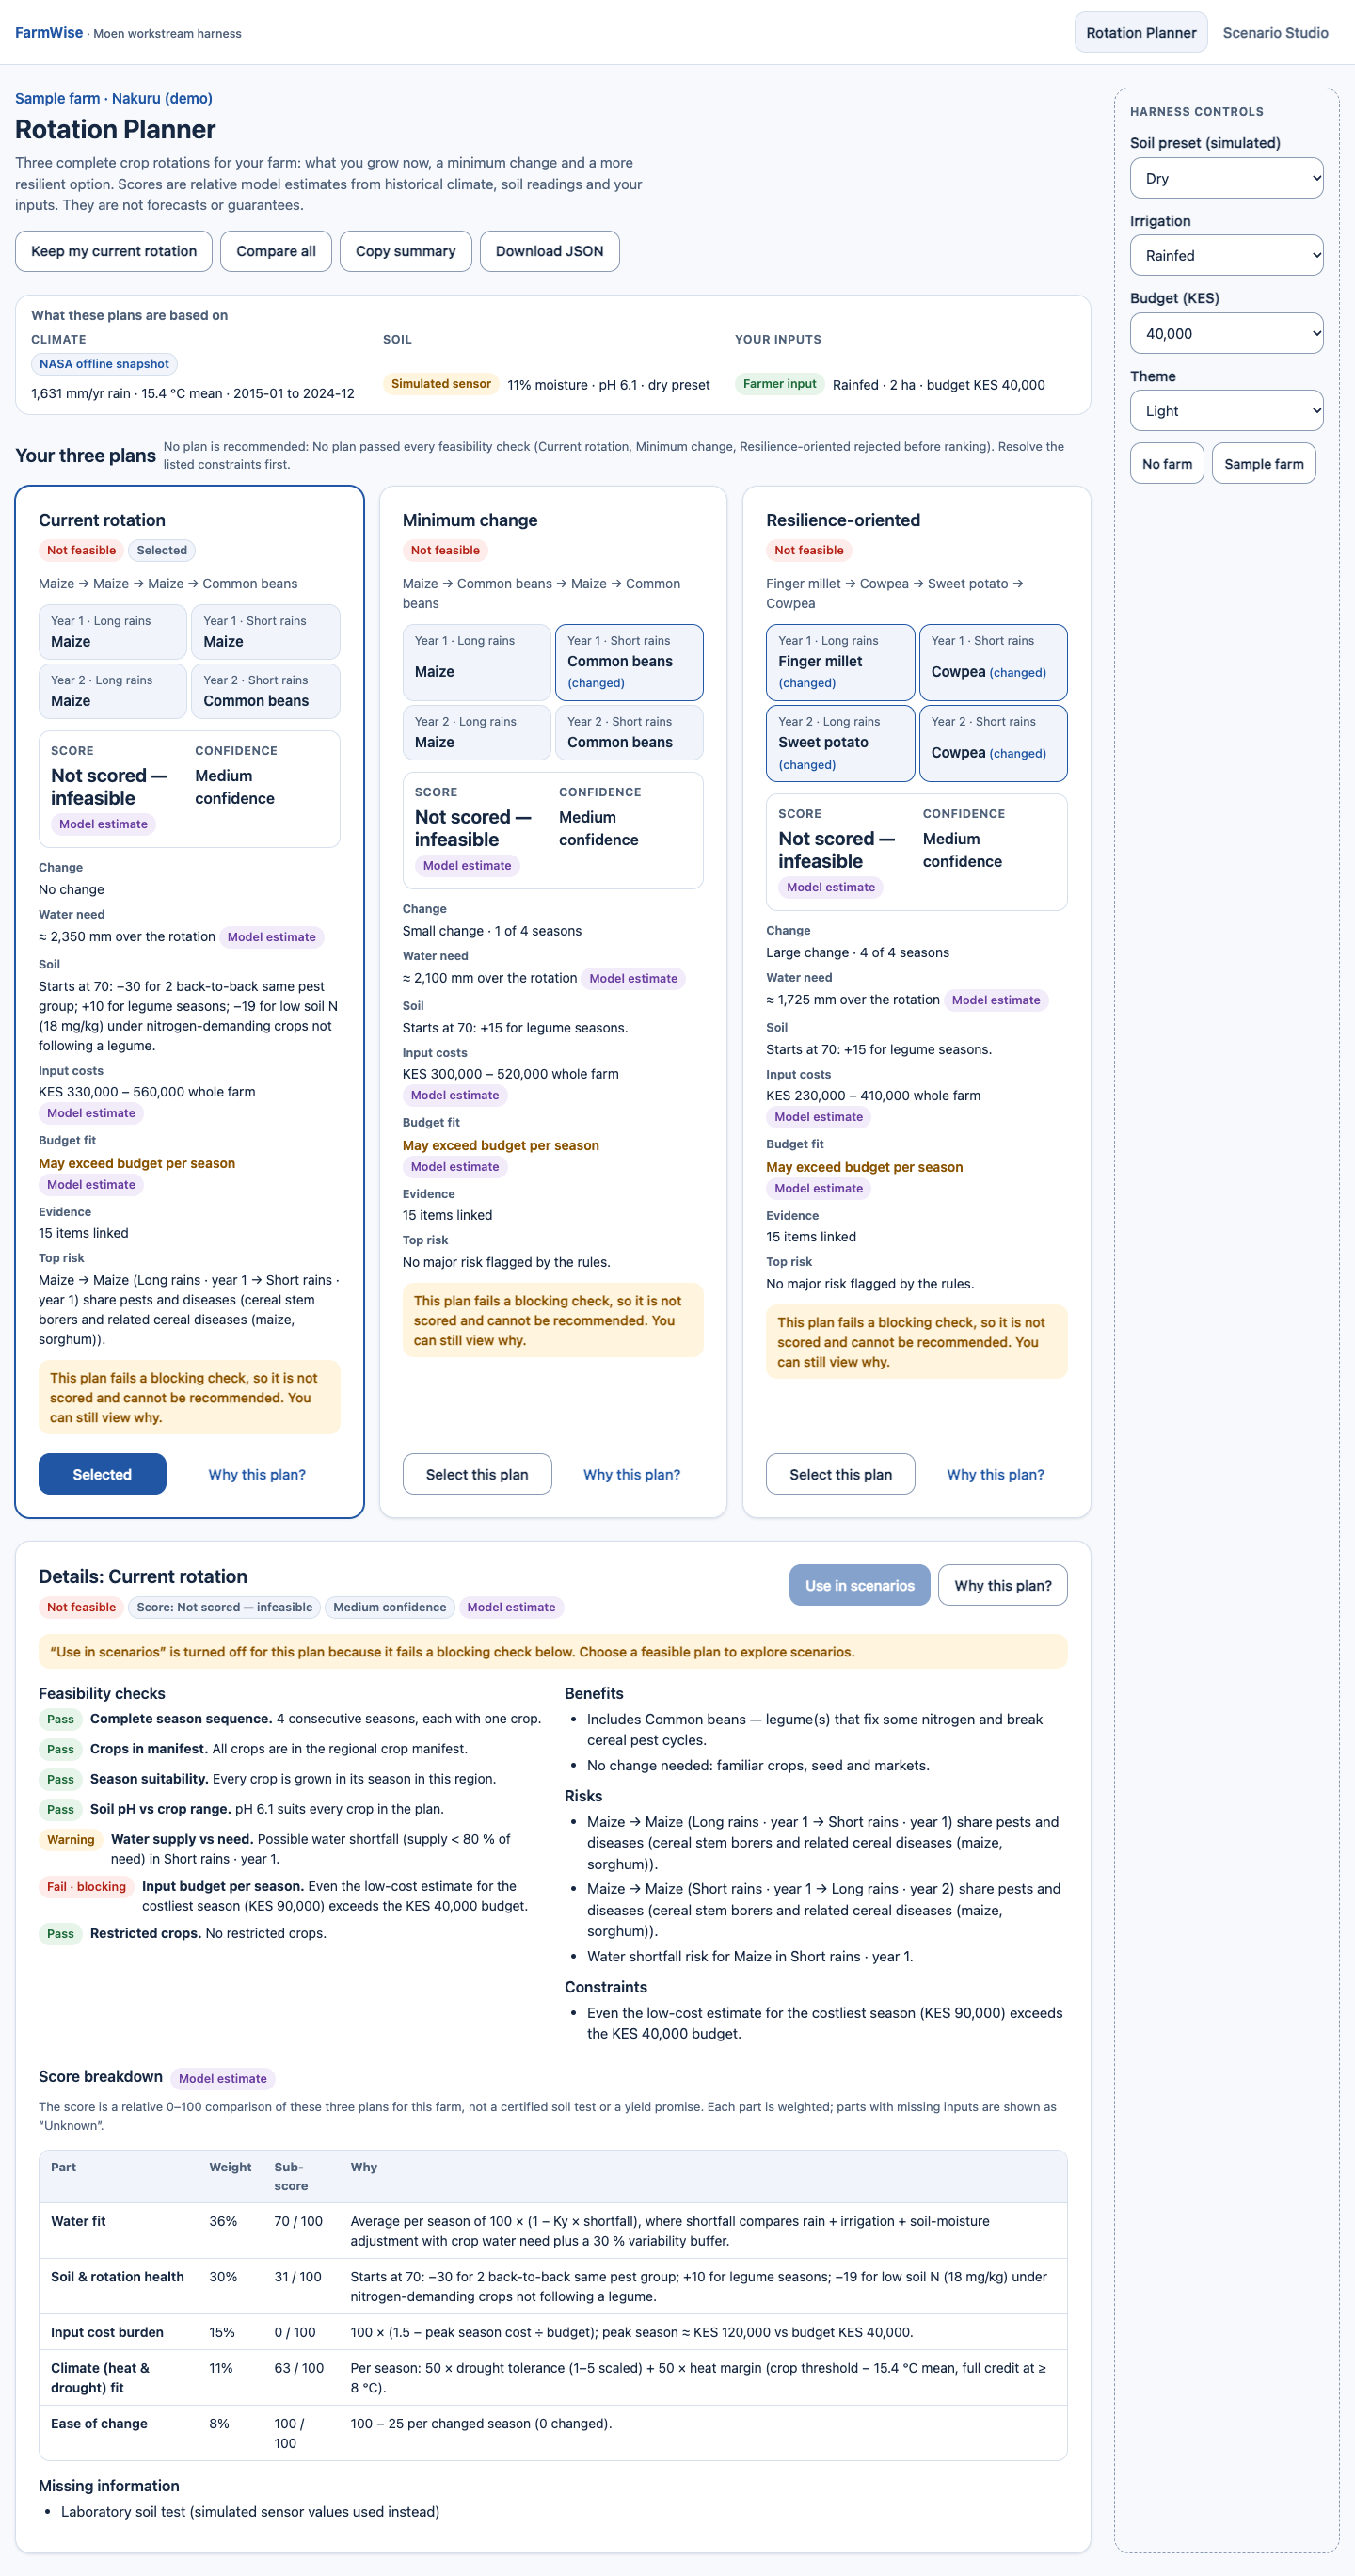 FarmWise · Moen workstream harness
Rotation Planner
Scenario Studio
Sample farm · Nakuru (demo)
Rotation Planner
Three complete crop rotations for your farm: what you grow now, a minimum change and a more
resilient option. Scores are relative model estimates from historical climate, soil readings and your
inputs. They are not forecasts or guarantees.
Keep my current rotation
Compare all
Copy summary
Download JSON
What these plans are based on
CLIMATE
NASA offline snapshot
1,631 mm/yr rain · 15.4 °C mean · 2015-01 to 2024-12
SOIL
Simulated sensor 11% moisture · pH 6.1 · dry preset
YOUR INPUTS
Farmer input Rainfed · 2 ha · budget KES 40,000
Your three plans
No plan is recommended: No plan passed every feasibility check (Current rotation, Minimum change, Resilience-oriented rejected before ranking). Resolve the
listed constraints first.
Current rotation
Not feasible Selected
Maize → Maize → Maize → Common beans
Year 1 · Long rains
Maize
Year 1 · Short rains
Maize
Year 2 · Long rains
Maize
Year 2 · Short rains
Common beans
SCORE
Not scored —
infeasible
Model estimate
CONFIDENCE
Medium
confidence
Change
No change
Water need
≈ 2,350 mm over the rotation Model estimate
Soil
Starts at 70: −30 for 2 back-to-back same pest
group; +10 for legume seasons; −19 for low soil N
(18 mg/kg) under nitrogen-demanding crops not
following a legume.
Input costs
KES 330,000 – 560,000 whole farm
Model estimate
Budget fit
May exceed budget per season
Model estimate
Evidence
15 items linked
Top risk
Maize → Maize (Long rains · year 1 → Short rains ·
year 1) share pests and diseases (cereal stem
borers and related cereal diseases (maize,
sorghum)).
This plan fails a blocking check, so it is not
scored and cannot be recommended. You
can still view why.
Selected
Why this plan?
Minimum change
Not feasible
Maize → Common beans → Maize → Common
beans
Year 1 · Long rains
Maize
Year 1 · Short rains
Common beans
(changed)
Year 2 · Long rains
Maize
Year 2 · Short rains
Common beans
SCORE
Not scored —
infeasible
Model estimate
CONFIDENCE
Medium
confidence
Change
Small change · 1 of 4 seasons
Water need
≈ 2,100 mm over the rotation Model estimate
Soil
Starts at 70: +15 for legume seasons.
Input costs
KES 300,000 – 520,000 whole farm
Model estimate
Budget fit
May exceed budget per season
Model estimate
Evidence
15 items linked
Top risk
No major risk flagged by the rules.
This plan fails a blocking check, so it is not
scored and cannot be recommended. You
can still view why.
Select this plan
Why this plan?
Resilience-oriented
Not feasible
Finger millet → Cowpea → Sweet potato →
Cowpea
Year 1 · Long rains
Finger millet
(changed)
Year 1 · Short rains
Cowpea (changed)
Year 2 · Long rains
Sweet potato
(changed)
Year 2 · Short rains
Cowpea (changed)
SCORE
Not scored —
infeasible
Model estimate
CONFIDENCE
Medium
confidence
Change
Large change · 4 of 4 seasons
Water need
≈ 1,725 mm over the rotation Model estimate
Soil
Starts at 70: +15 for legume seasons.
Input costs
KES 230,000 – 410,000 whole farm
Model estimate
Budget fit
May exceed budget per season
Model estimate
Evidence
15 items linked
Top risk
No major risk flagged by the rules.
This plan fails a blocking check, so it is not
scored and cannot be recommended. You
can still view why.
Select this plan
Why this plan?
Details: Current rotation
Not feasible Score: Not scored — infeasible Medium confidence Model estimate
Use in scenarios
Why this plan?
“Use in scenarios” is turned off for this plan because it fails a blocking check below. Choose a feasible plan to explore scenarios.
Feasibility checks
Pass Complete season sequence. 4 consecutive seasons, each with one crop.
Pass Crops in manifest. All crops are in the regional crop manifest.
Pass Season suitability. Every crop is grown in its season in this region.
Pass Soil pH vs crop range. pH 6.1 suits every crop in the plan.
Warning Water supply vs need. Possible water shortfall (supply < 80 % of
need) in Short rains · year 1.
Fail · blocking Input budget per season. Even the low-cost estimate for the
costliest season (KES 90,000) exceeds the KES 40,000 budget.
Pass Restricted crops. No restricted crops.
Benefits
• Includes Common beans — legume(s) that fix some nitrogen and break
cereal pest cycles.
• No change needed: familiar crops, seed and markets.
Risks
• Maize → Maize (Long rains · year 1 → Short rains · year 1) share pests and
diseases (cereal stem borers and related cereal diseases (maize,
sorghum)).
• Maize → Maize (Short rains · year 1 → Long rains · year 2) share pests and
diseases (cereal stem borers and related cereal diseases (maize,
sorghum)).
• Water shortfall risk for Maize in Short rains · year 1.
Constraints
• Even the low-cost estimate for the costliest season (KES 90,000) exceeds
the KES 40,000 budget.
Score breakdown Model estimate
The score is a relative 0–100 comparison of these three plans for this farm, not a certified soil test or a yield promise. Each part is weighted; parts with missing inputs are shown as
“Unknown”.
Part Weight Sub-
score Why
Water fit 36% 70 / 100 Average per season of 100 × (1 − Ky × shortfall), where shortfall compares rain + irrigation + soil-moisture
adjustment with crop water need plus a 30 % variability buffer.
Soil & rotation health 30% 31 / 100 Starts at 70: −30 for 2 back-to-back same pest group; +10 for legume seasons; −19 for low soil N (18 mg/kg) under
nitrogen-demanding crops not following a legume.
Input cost burden 15% 0 / 100 100 × (1.5 − peak season cost ÷ budget); peak season ≈ KES 120,000 vs budget KES 40,000.
Climate (heat & 11% 63 / 100 Per season: 50 × drought tolerance (1–5 scaled) + 50 × heat margin (crop threshold − 15.4 °C mean, full credit at ≥
drought) fit 8 °C).
Ease of change 8% 100 / 100 − 25 per changed season (0 changed).
100
Missing information
• Laboratory soil test (simulated sensor values used instead)
HARNESS CONTROLS
Soil preset (simulated)
Dry
Irrigation
Rainfed
Budget (KES)
40,000
Theme
Light
No farm
Sample farm